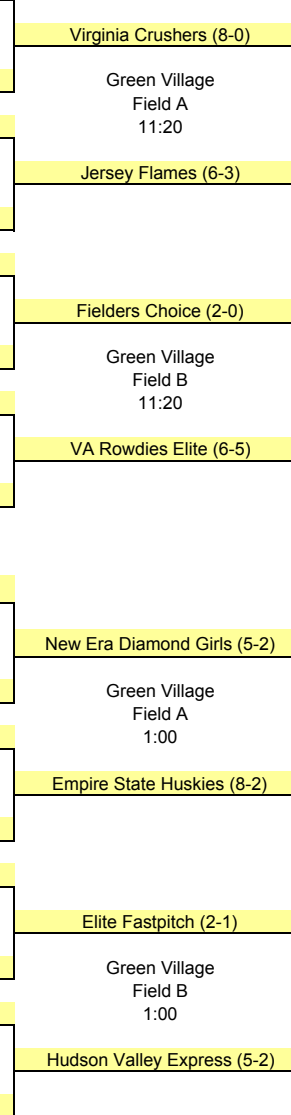 Virginia Crushers (8-0)
Green Village
Field A
11:20
Jersey Flames (6-3)
Fielders Choice (2-0)
Green Village
Field B
11:20
VA Rowdies Elite (6-5)
New Era Diamond Girls (5-2)
Green Village
Field A
1:00
Empire State Huskies (8-2)
Elite Fastpitch (2-1)
Green Village
Field B
1:00
Hudson Valley Express (5-2)